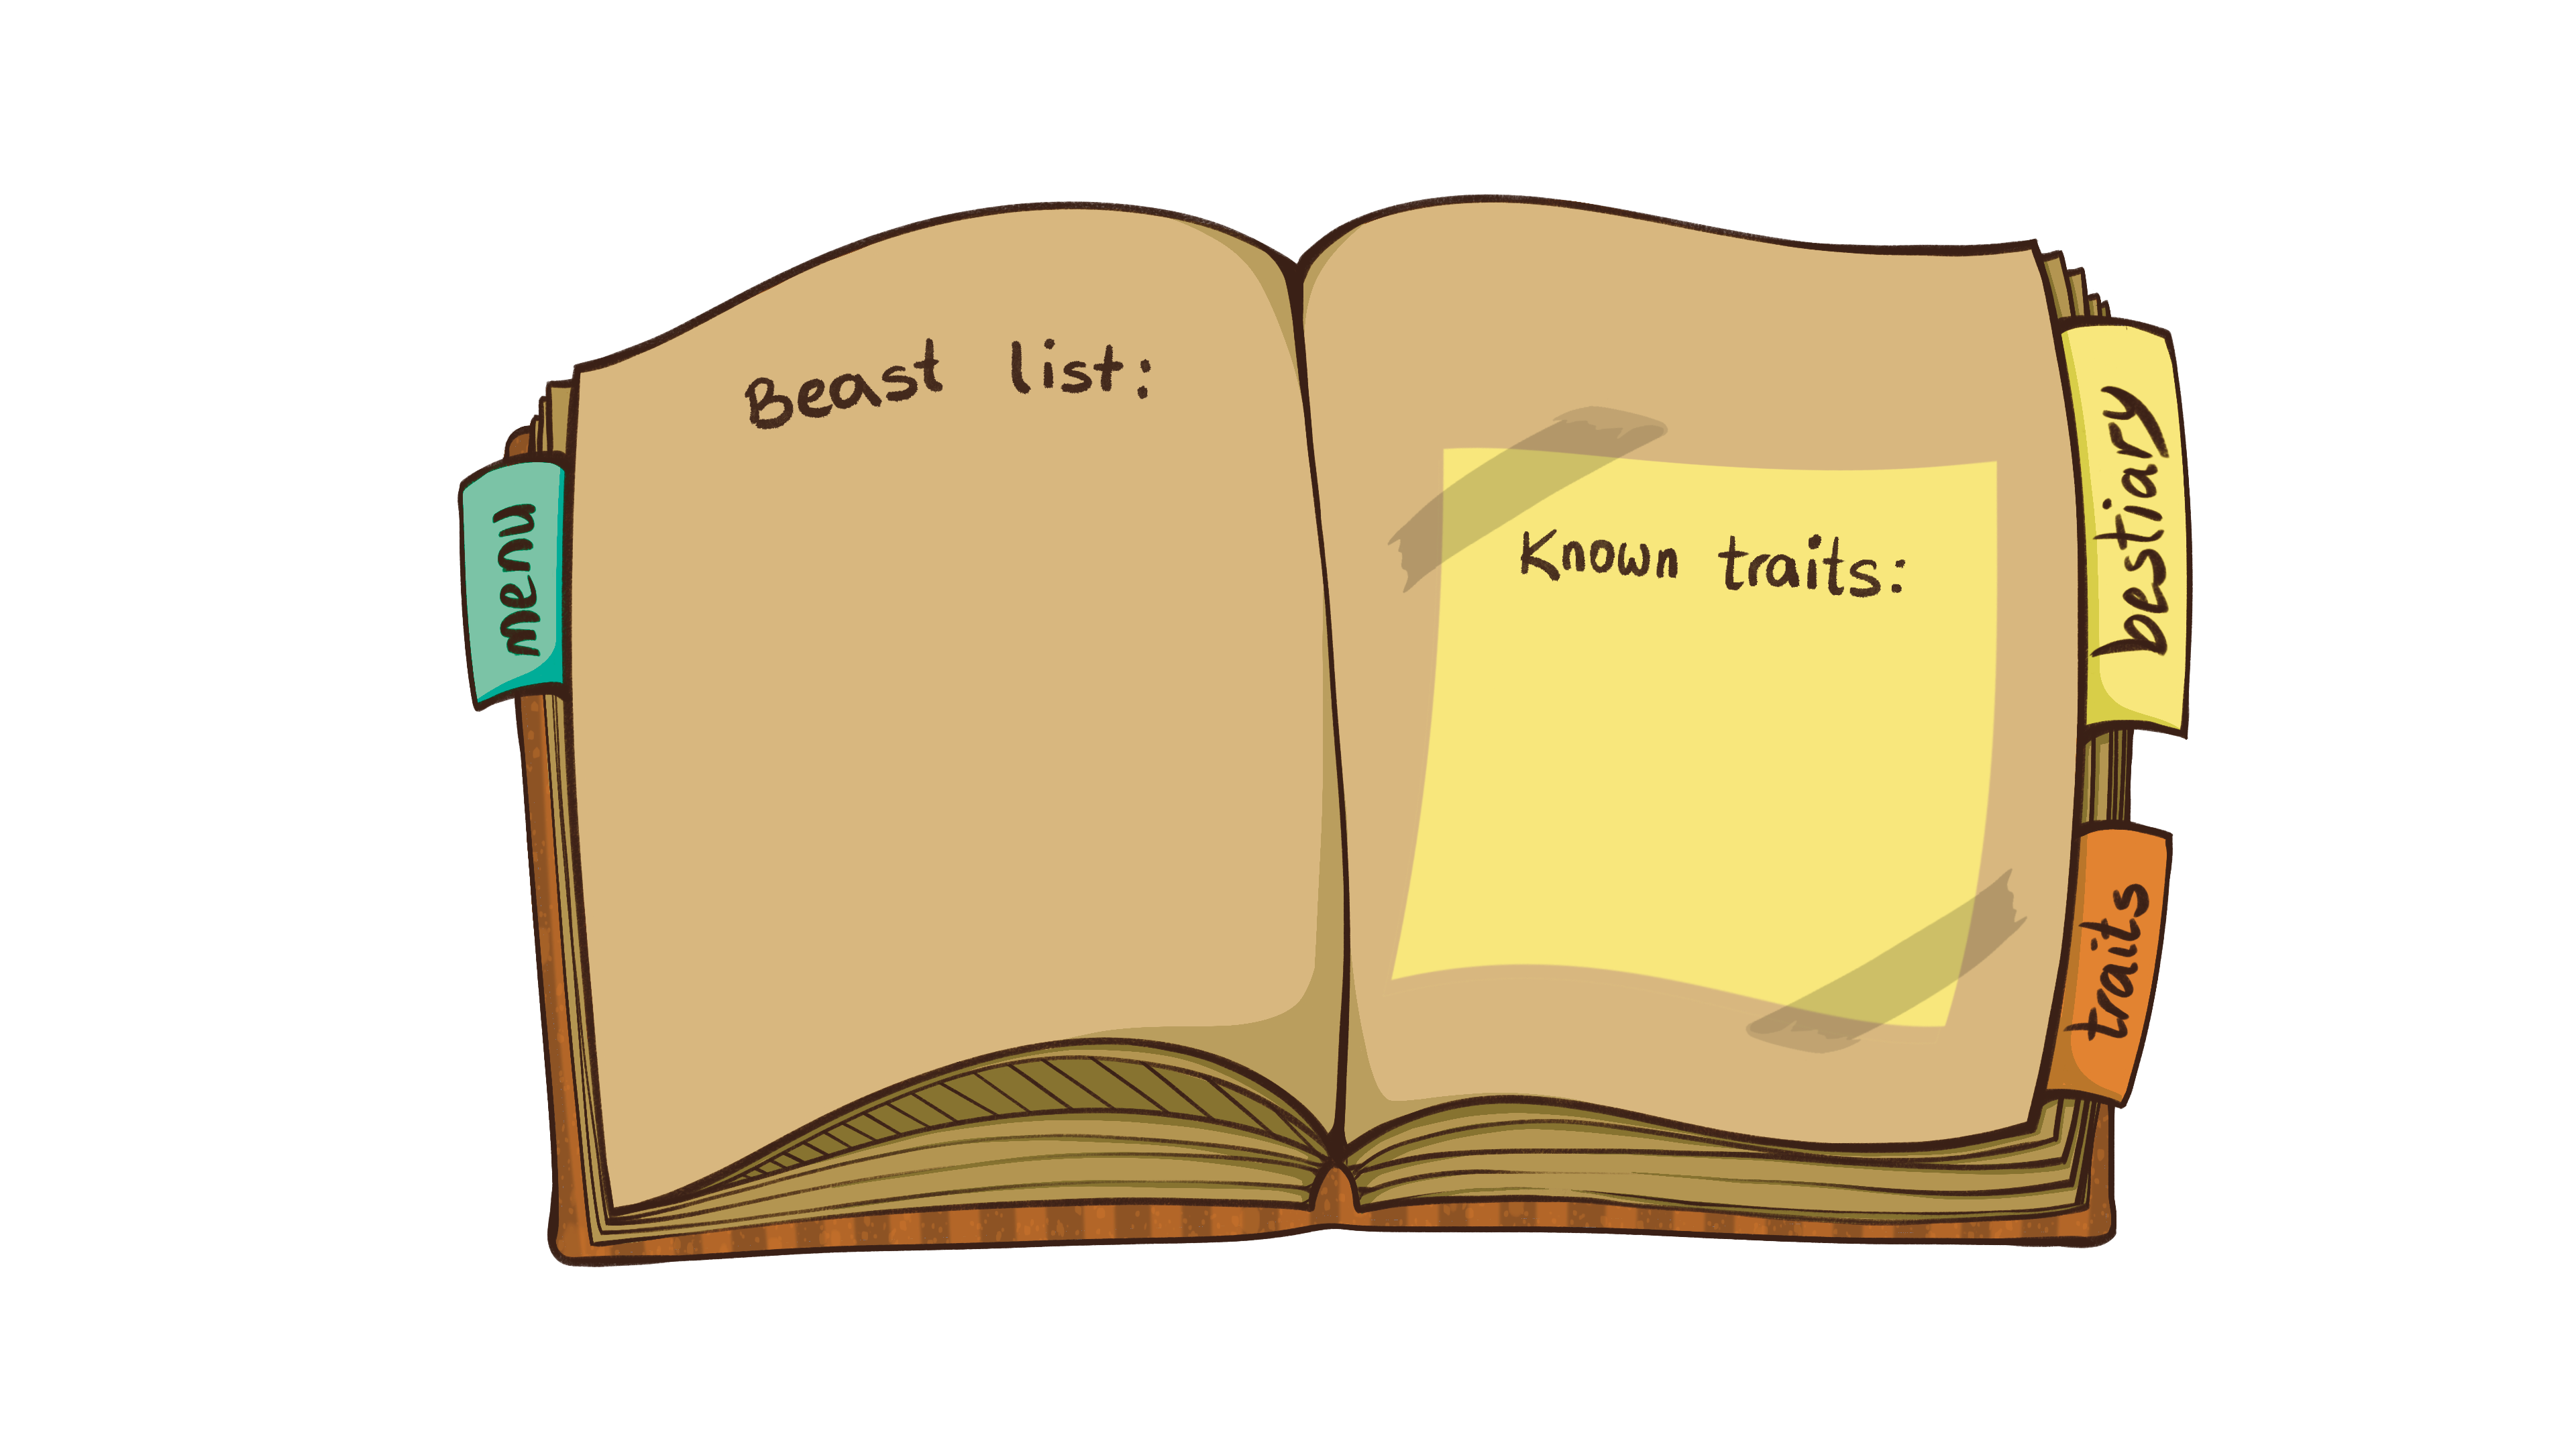 Beast list:
menu
Known traits:
bestiary
traits